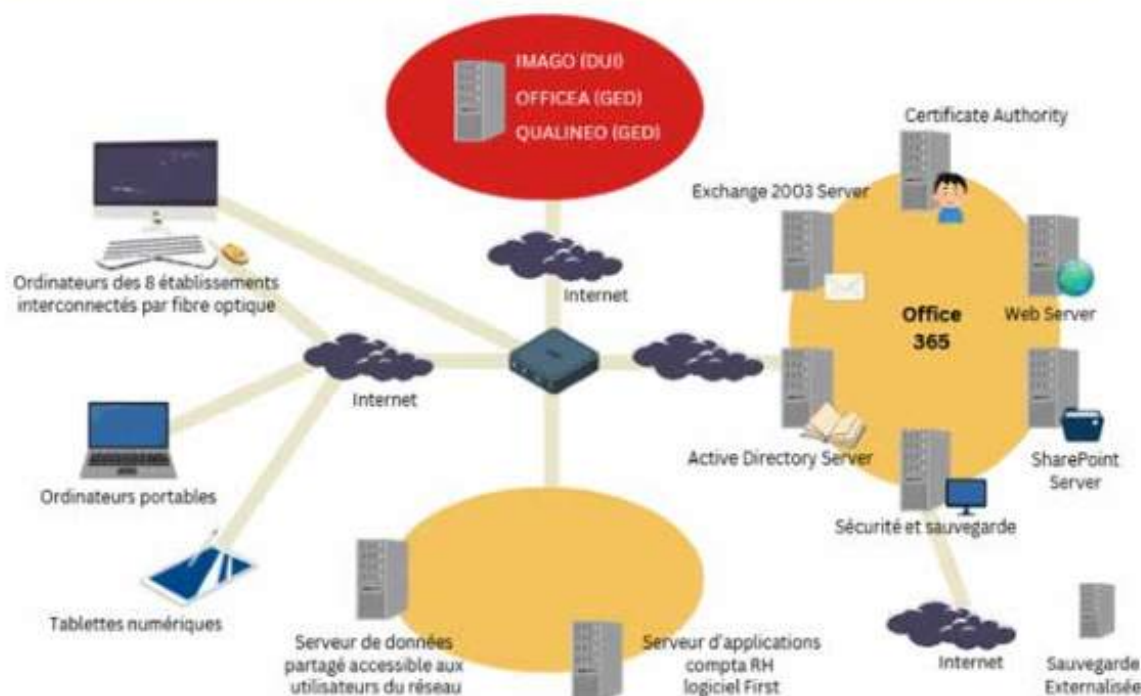 IMAGO (DUI)
OFFICEA (GED)
QUALINEO (GED)
Certificate Authority
Exchange 2003 Server
Ordinateurs des 8 établissements
interconnectés par fibre optique
Internet
Office
365
Web Server
Internet
Active Directory Server
SharePoint
Server
Ordinateurs portables
Sécurité et sauvegarde
Tablettes numériques
Serveur de données
partagé accessible aux
utilisateurs du réseau
Serveur d'applications
compta RH
logiciel First
Internet
Sauvegarde
Externalisée